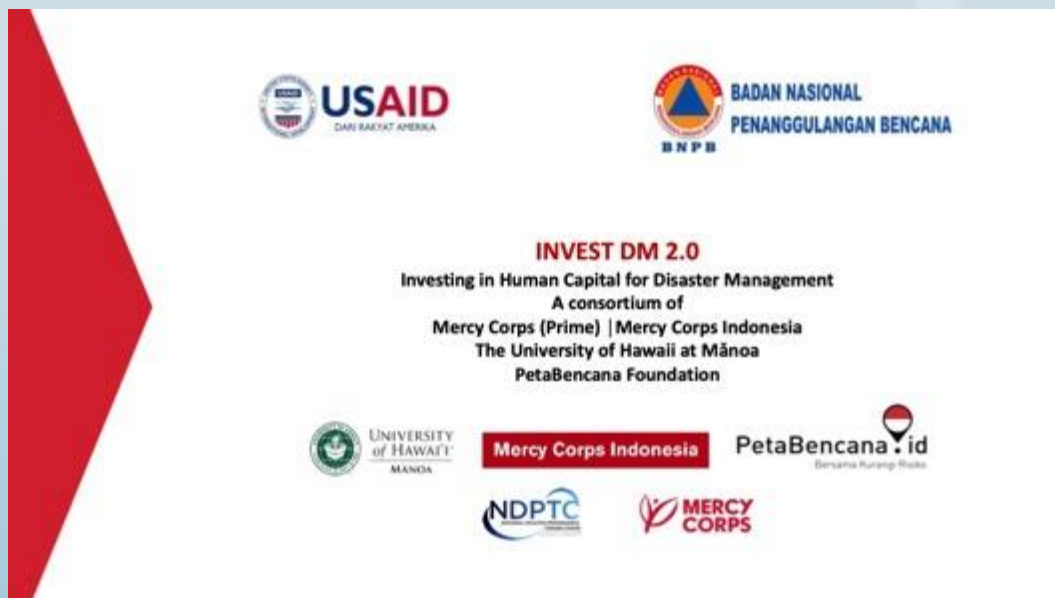 USAID
USAID
DARI RAKYAT AMERIKA
BNPB
BADAN NASIONAL
PENANGGULANGAN BENCANA
INVEST DM 2.0
Investing in Human Capital for Disaster Management
A consortium of
Mercy Corps (Prime) |Mercy Corps Indonesia
The University of Hawaii at Mānoa
PetaBencana Foundation
UNIVERSITY
of HAWAI'I
MĀNOA
Mercy Corps Indonesia
PetaBencana.id
Bersama Kurangi Risiko
NDPTC
MERCY
CORPS